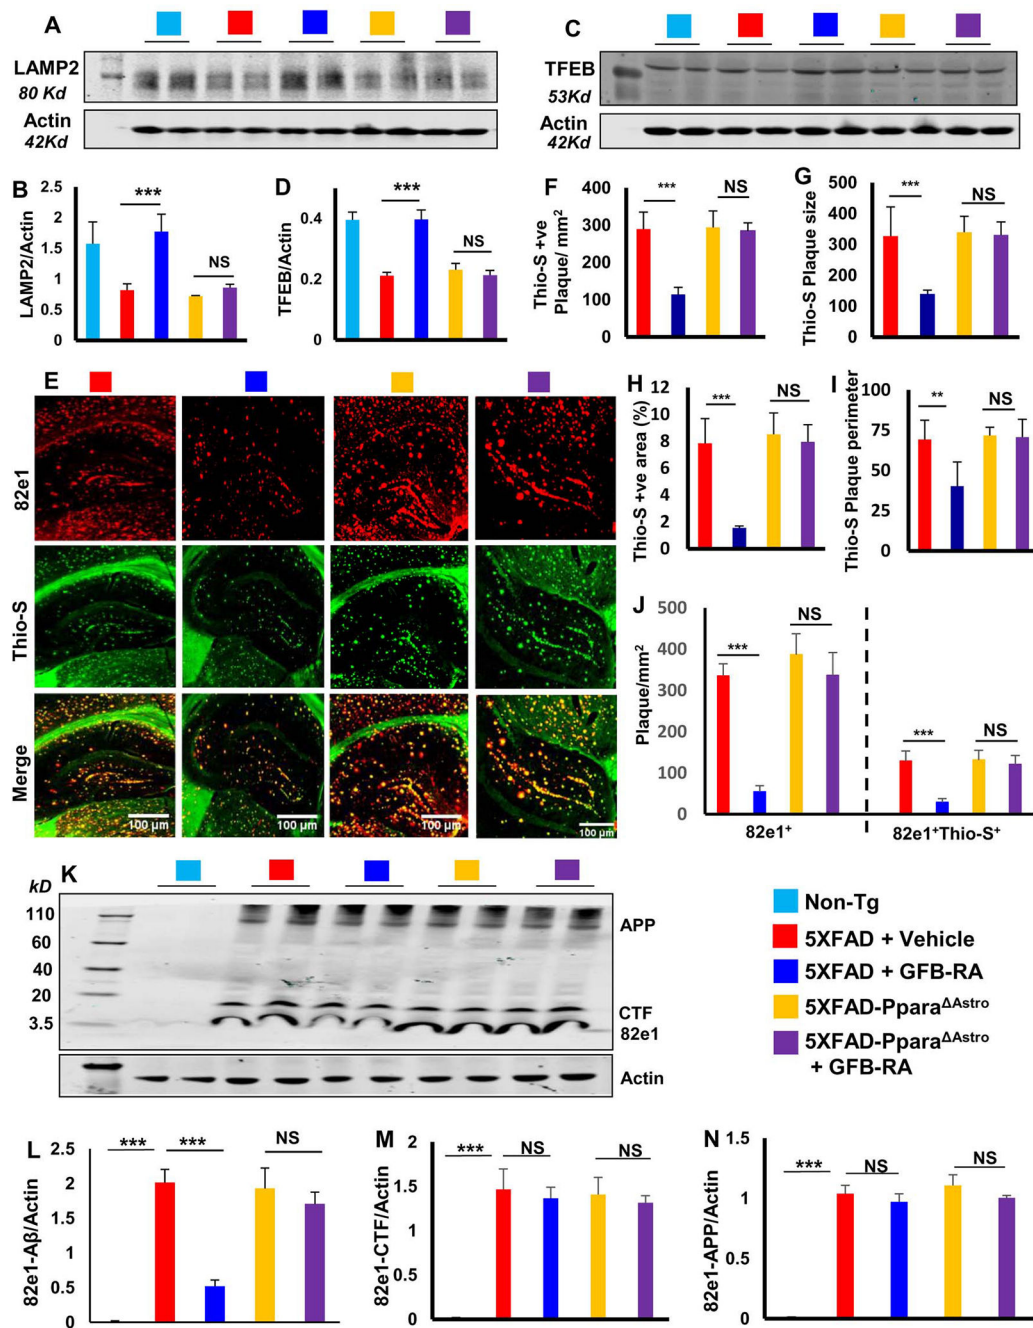 A
LAMP2
80 Kd
Actin
42Kd
C
TFEB
53Kd
Actin
42Kd
B
LAMP2/Actin
2.5
2
1.5
1
0.5
0
***
NS
D
TFEB/Actin
0.4
0.2
0
***
NS
F
Thio-S +ve
Plaque/ mm²
400
300
200
100
0
***
NS
G
Thio-S Plaque size
500
400
300
200
100
0
***
NS
E
82e1
Thio-S
Merge
100 µm
100 µm
100 µm
100 µm
H
Thio-S +ve area (%)
12
10
8
6
4
2
0
***
NS
I
Thio-S Plaque perimeter
100
75
50
25
0
**
NS
J
Plaque/mm²
500
400
300
200
100
0
***
NS
***
NS
82e1⁺
82e1⁺Thio-S⁺
K
kD
110
60
40
20
3.5
APP
CTF
82e1
Actin
Non-Tg
5XFAD + Vehicle
5XFAD + GFB-RA
5XFAD-Ppara^ΔAstro
5XFAD-Ppara^ΔAstro
+ GFB-RA
L
82e1-Aβ/Actin
2.5
2
1.5
1
0.5
0
***
***
NS
M
82e1-CTF/Actin
2
1.5
1
0.5
0
***
NS
NS
N
82e1-APP/Actin
1.5
1
0.5
0
***
NS
NS